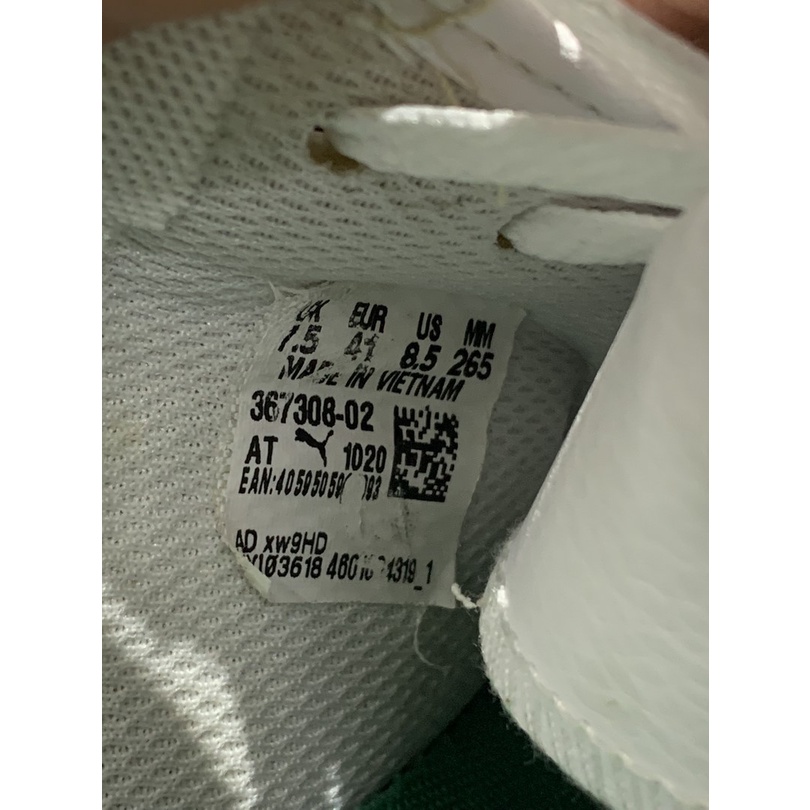 UK EUR US MM
7.5 41 8.5 265
MADE IN VIETNAM
367308-02
AT 1020
AD xw9HD